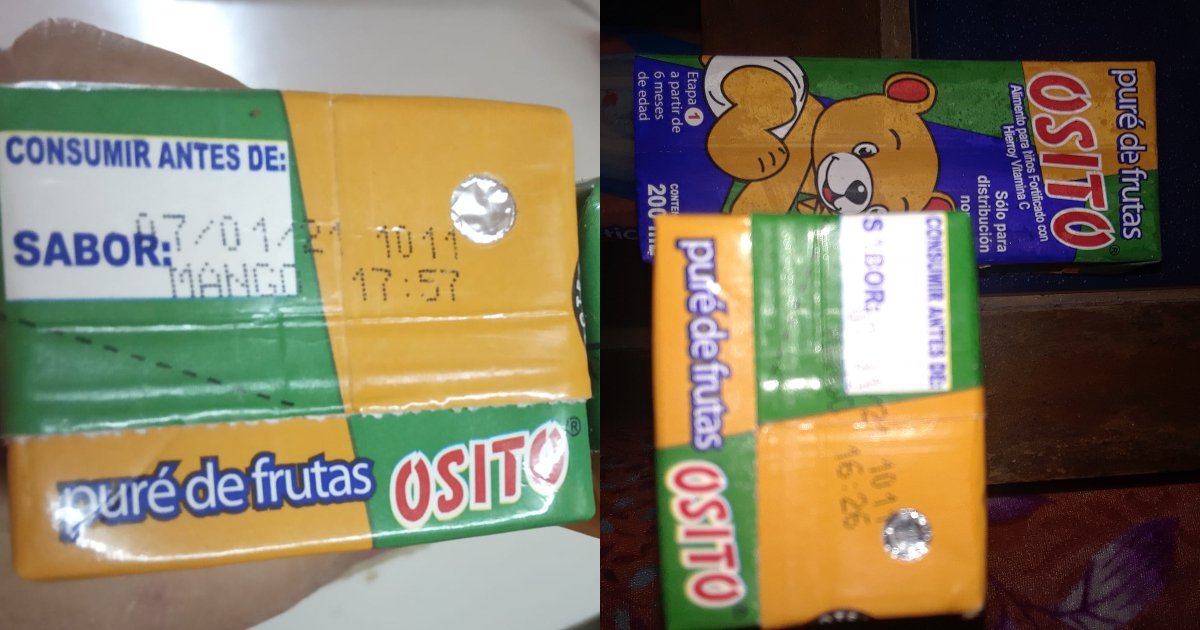 CONSUMIR ANTES DE:
SABOR:
07/01/21 1011
MANGO 17:57
puré de frutas OSITO®
puré de frutas
OSITO®
Alimento para niños Fortificado con
Hierro y Vitamina C
Sólo para
distribución
Etapa 1
a partir de
6 meses
de edad
200
CONSUMIR ANTES DE:
1011
16:26
puré de frutas OSITO®